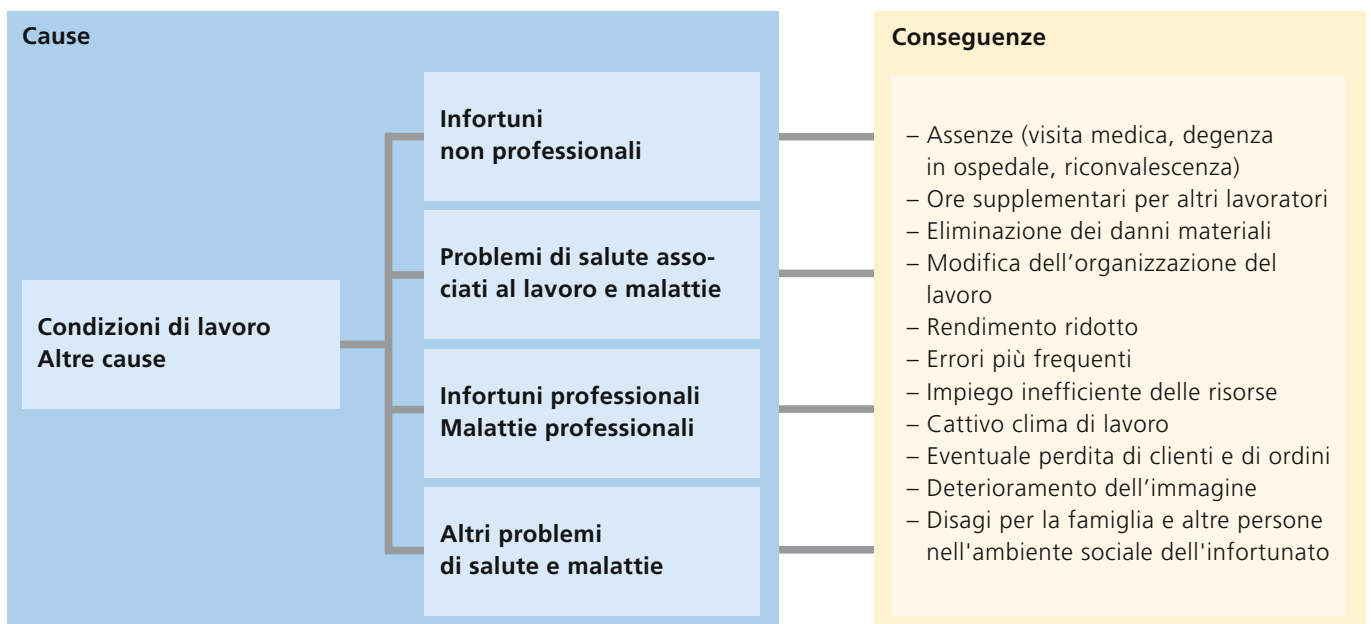 Cause
Condizioni di lavoro
Altre cause
Infortuni
non professionali
Problemi di salute asso-
ciati al lavoro e malattie
Infortuni professionali
Malattie professionali
Altri problemi
di salute e malattie
Conseguenze
– Assenze (visita medica, degenza
in ospedale, riconvalescenza)
– Ore supplementari per altri lavoratori
– Eliminazione dei danni materiali
– Modifica dell’organizzazione del
lavoro
– Rendimento ridotto
– Errori più frequenti
– Impiego inefficiente delle risorse
– Cattivo clima di lavoro
– Eventuale perdita di clienti e di ordini
– Deterioramento dell’immagine
– Disagi per la famiglia e altre persone
nell'ambiente sociale dell'infortunato